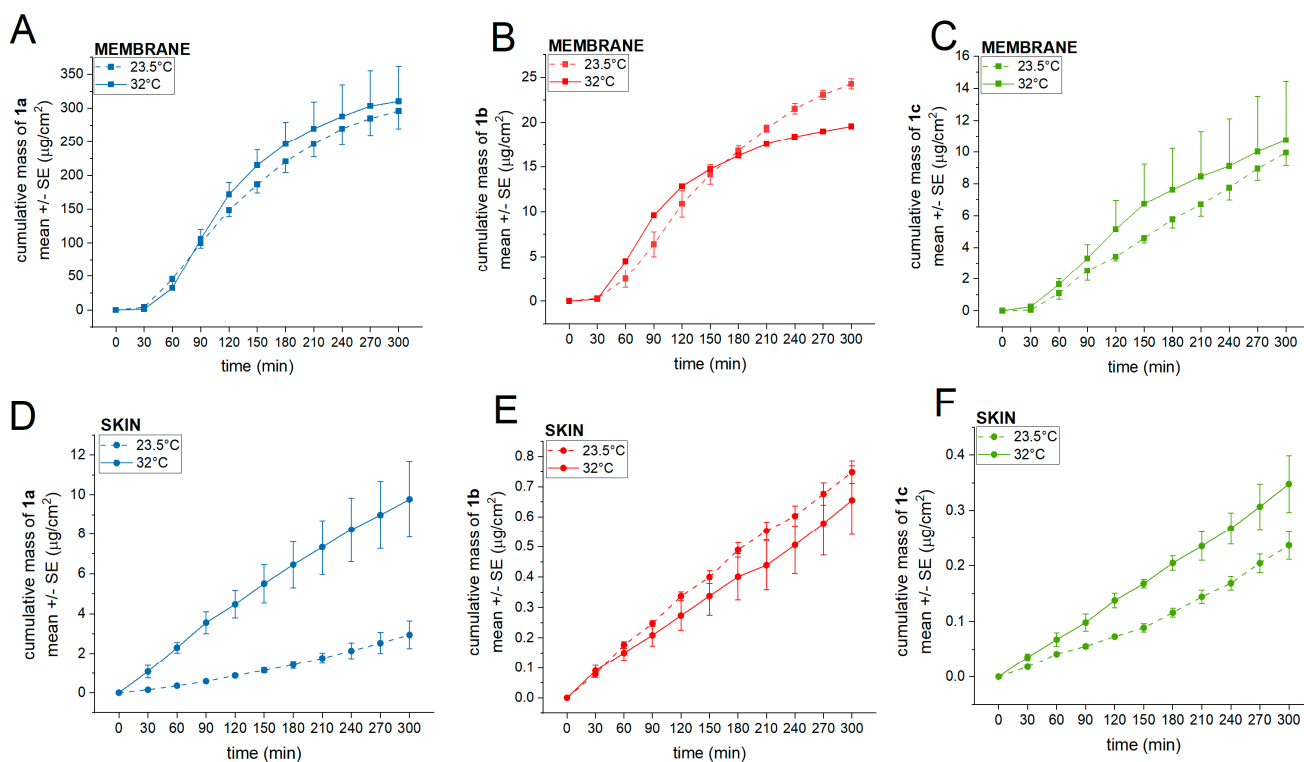 A
MEMBRANE
23.5°C
32°C
cumulative mass of 1a
mean +/- SE (µg/cm²)
350
300
250
200
150
100
50
0
0 30 60 90 120 150 180 210 240 270 300
time (min)
B
MEMBRANE
23.5°C
32°C
cumulative mass of 1b
mean +/- SE (µg/cm²)
25
20
15
10
5
0
0 30 60 90 120 150 180 210 240 270 300
time (min)
C
MEMBRANE
23.5°C
32°C
cumulative mass of 1c
mean +/- SE (µg/cm²)
16
14
12
10
8
6
4
2
0
0 30 60 90 120 150 180 210 240 270 300
time (min)
D
SKIN
23.5°C
32°C
cumulative mass of 1a
mean +/- SE (µg/cm²)
12
10
8
6
4
2
0
0 30 60 90 120 150 180 210 240 270 300
time (min)
E
SKIN
23.5°C
32°C
cumulative mass of 1b
mean +/- SE (µg/cm²)
0.8
0.7
0.6
0.5
0.4
0.3
0.2
0.1
0.0
0 30 60 90 120 150 180 210 240 270 300
time (min)
F
SKIN
23.5°C
32°C
cumulative mass of 1c
mean +/- SE (µg/cm²)
0.4
0.3
0.2
0.1
0.0
0 30 60 90 120 150 180 210 240 270 300
time (min)